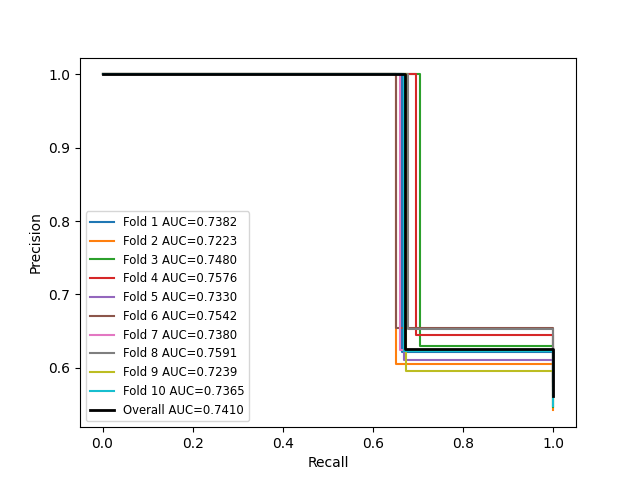 1.0
0.9
0.8
0.7
0.6
Precision
Fold 1 AUC=0.7382
Fold 2 AUC=0.7223
Fold 3 AUC=0.7480
Fold 4 AUC=0.7576
Fold 5 AUC=0.7330
Fold 6 AUC=0.7542
Fold 7 AUC=0.7380
Fold 8 AUC=0.7591
Fold 9 AUC=0.7239
Fold 10 AUC=0.7365
Overall AUC=0.7410
0.0 0.2 0.4 0.6 0.8 1.0
Recall